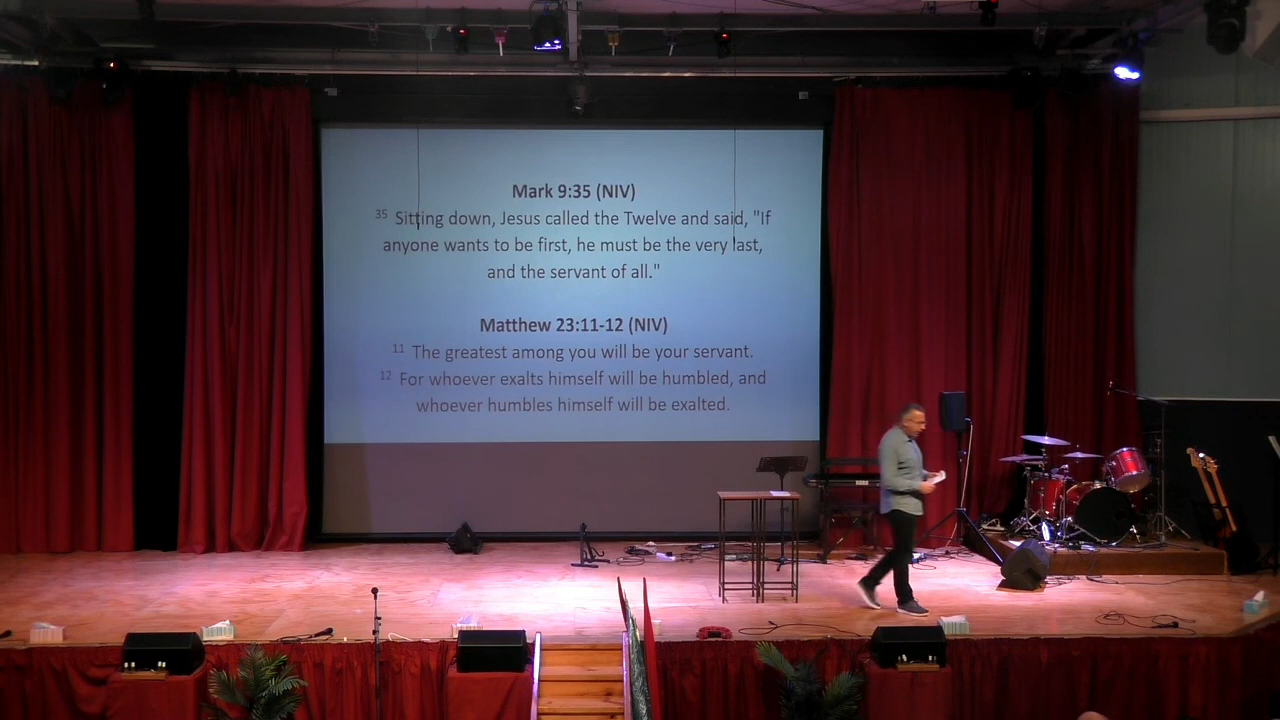 Mark 9:35 (NIV)
35 Sitting down, Jesus called the Twelve and said, "If
anyone wants to be first, he must be the very last,
and the servant of all."
Matthew 23:11-12 (NIV)
11 The greatest among you will be your servant.
12 For whoever exalts himself will be humbled, and
whoever humbles himself will be exalted.